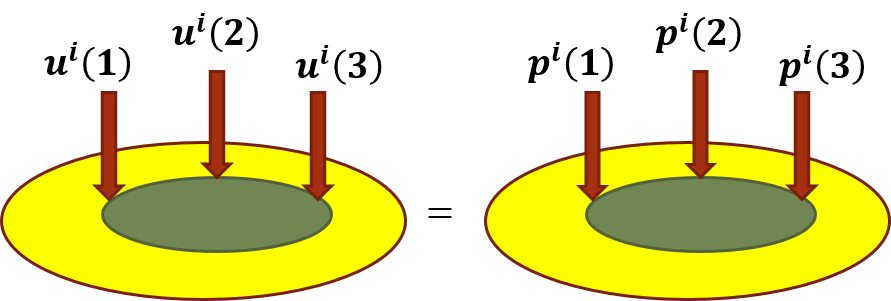 u^i(1) u^i(2) u^i(3) = p^i(1) p^i(2) p^i(3)